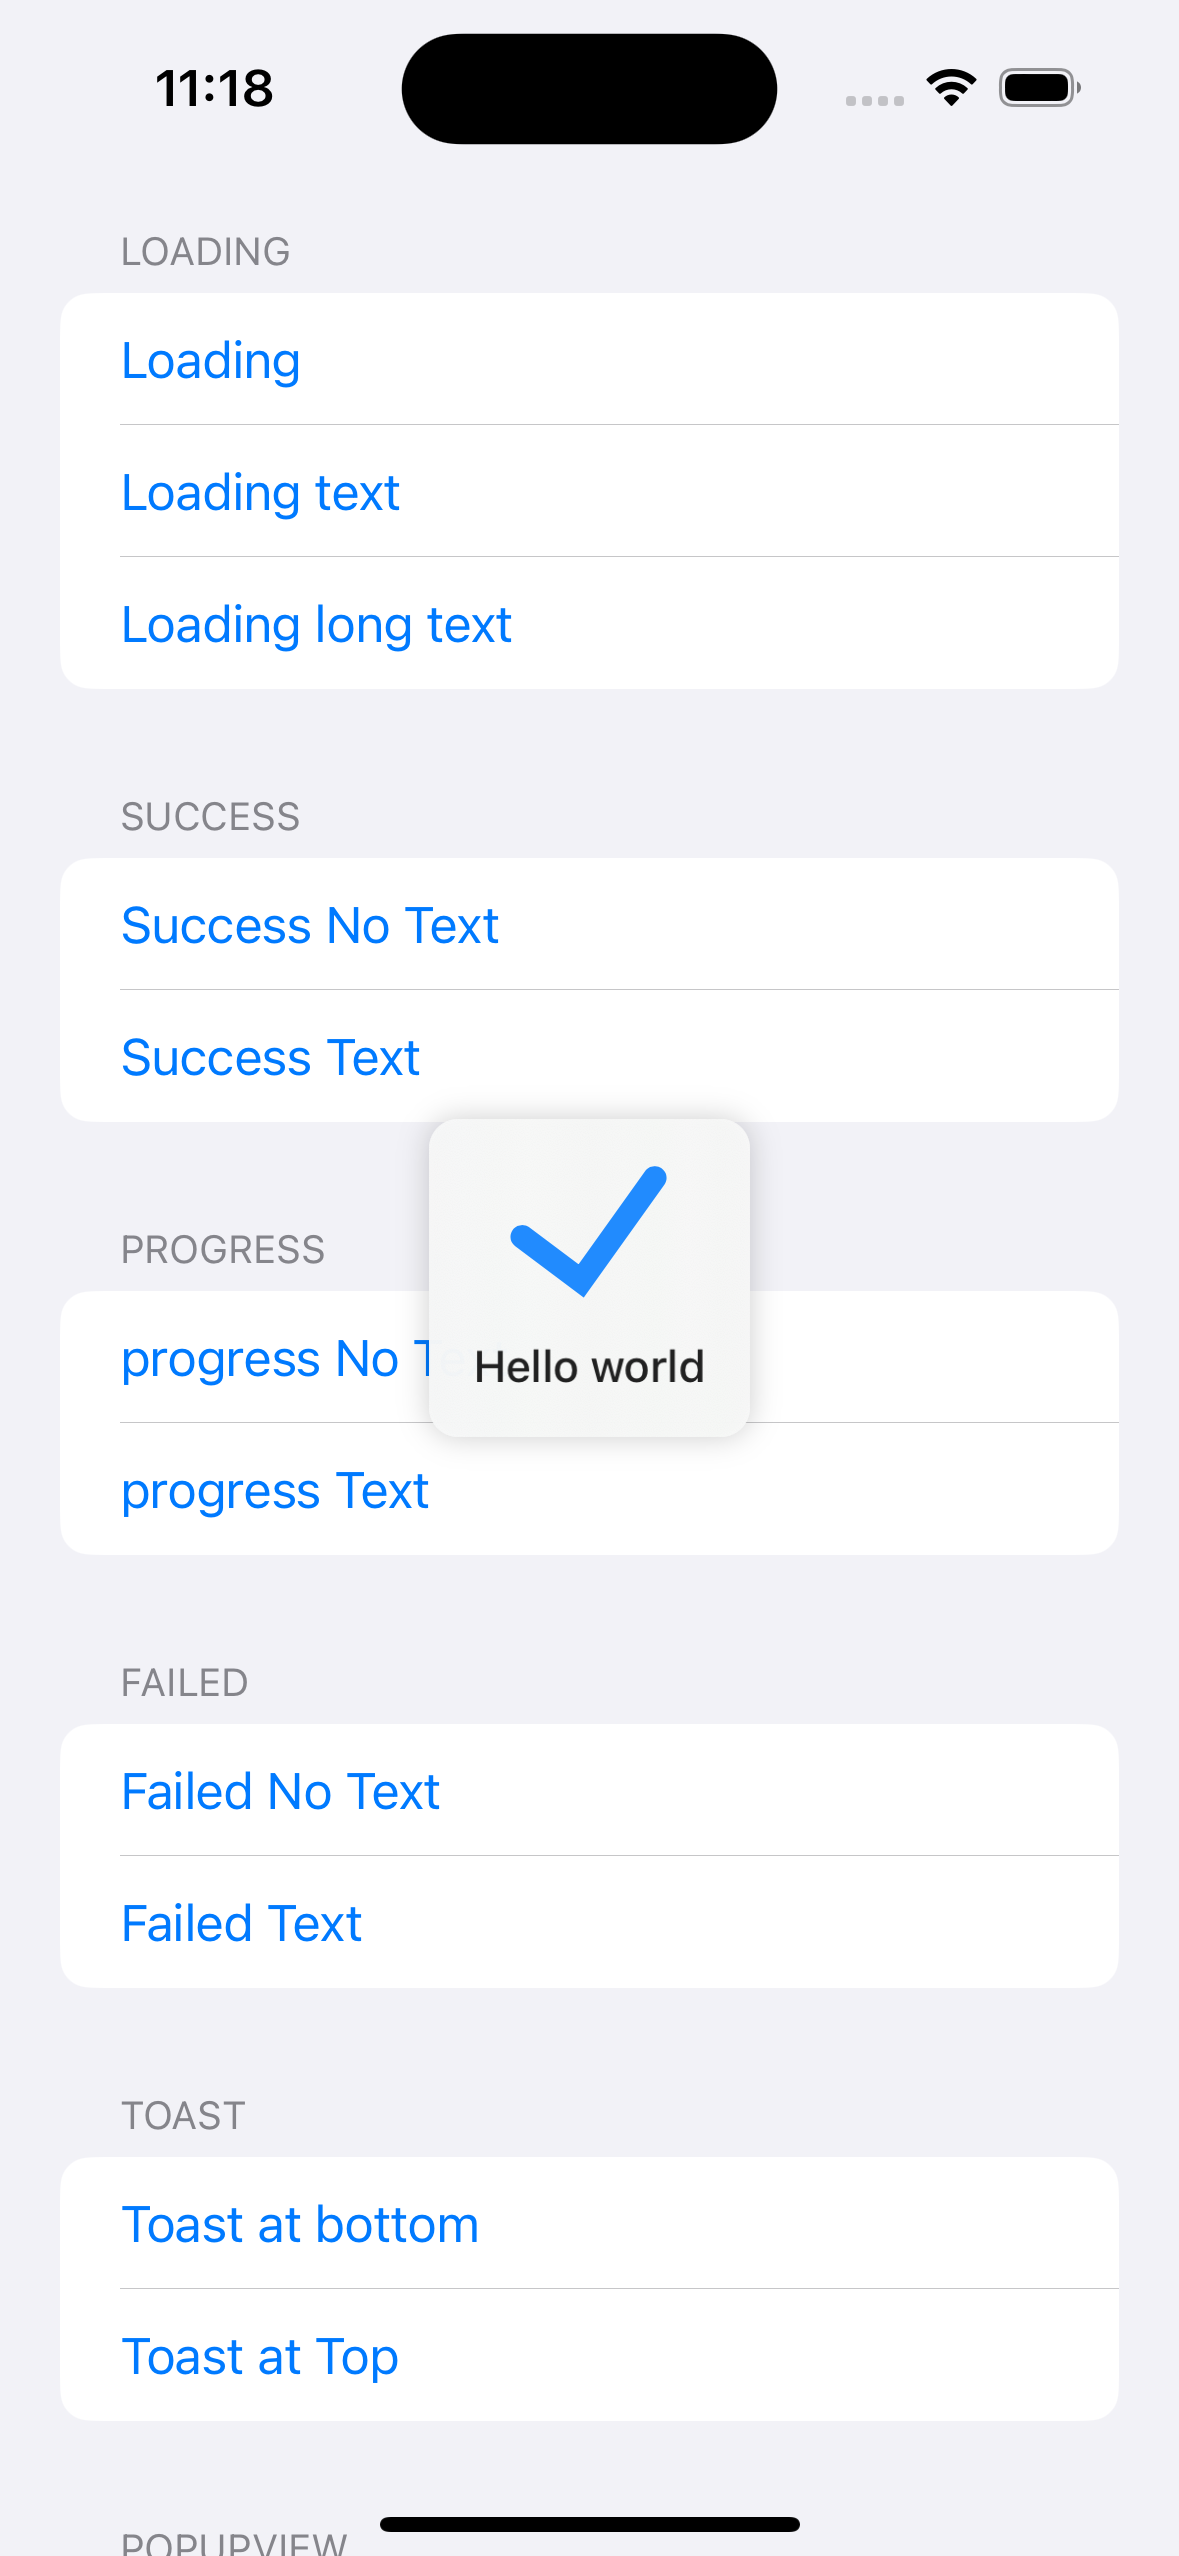 11:18
LOADING
Loading
Loading text
Loading long text
SUCCESS
Success No Text
Success Text
PROGRESS
progress No Te
Hello world
progress Text
FAILED
Failed No Text
Failed Text
TOAST
Toast at bottom
Toast at Top
POPUPVIEW